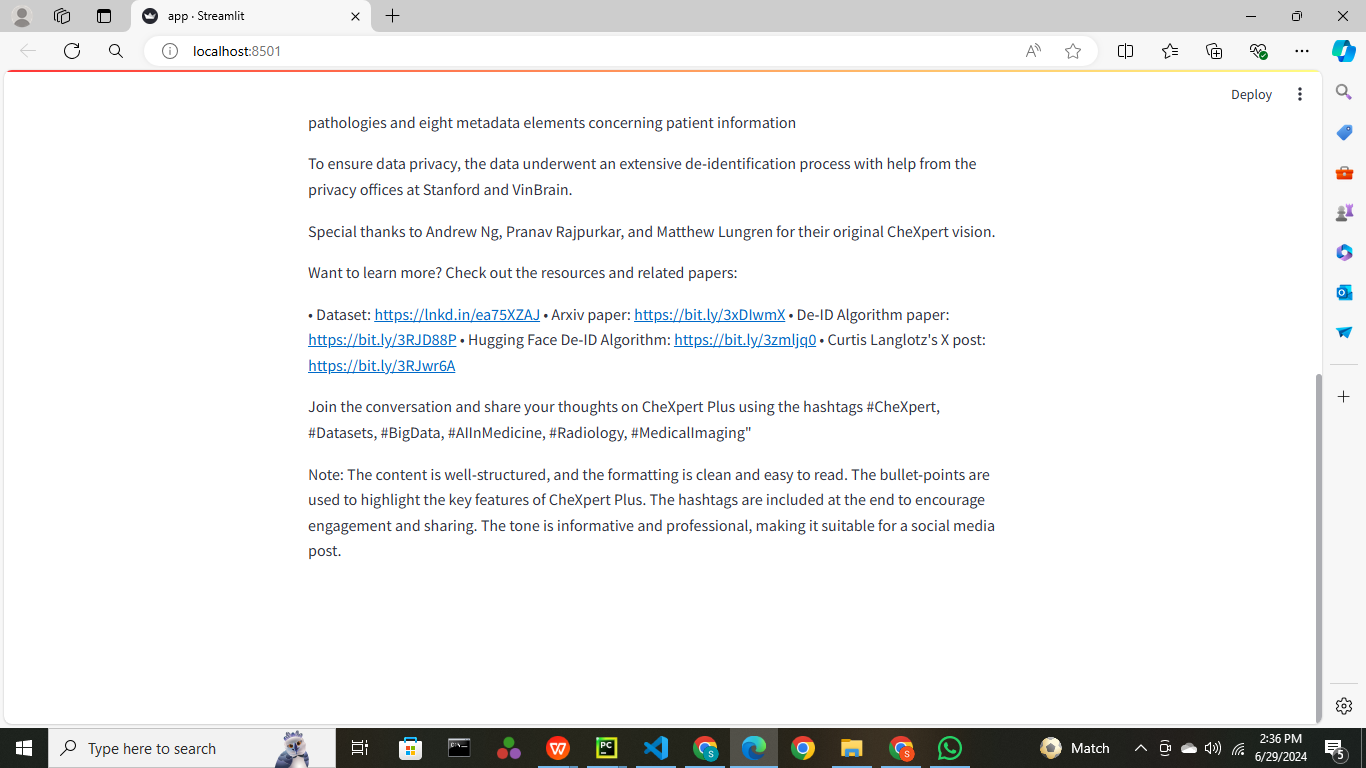 app · Streamlit
localhost:8501
Deploy
pathologies and eight metadata elements concerning patient information
To ensure data privacy, the data underwent an extensive de-identification process with help from the
privacy offices at Stanford and VinBrain.
Special thanks to Andrew Ng, Pranav Rajpurkar, and Matthew Lungren for their original CheXpert vision.
Want to learn more? Check out the resources and related papers:
• Dataset: https://lnkd.in/ea75XZAJ • Arxiv paper: https://bit.ly/3xDIwmX • De-ID Algorithm paper:
https://bit.ly/3RJD88P • Hugging Face De-ID Algorithm: https://bit.ly/3zmljq0 • Curtis Langlotz's X post:
https://bit.ly/3RJwr6A
Join the conversation and share your thoughts on CheXpert Plus using the hashtags #CheXpert,
#Datasets, #BigData, #AIInMedicine, #Radiology, #MedicalImaging"
Note: The content is well-structured, and the formatting is clean and easy to read. The bullet-points are
used to highlight the key features of CheXpert Plus. The hashtags are included at the end to encourage
engagement and sharing. The tone is informative and professional, making it suitable for a social media
post.
Type here to search
Match
2:36 PM
6/29/2024
5